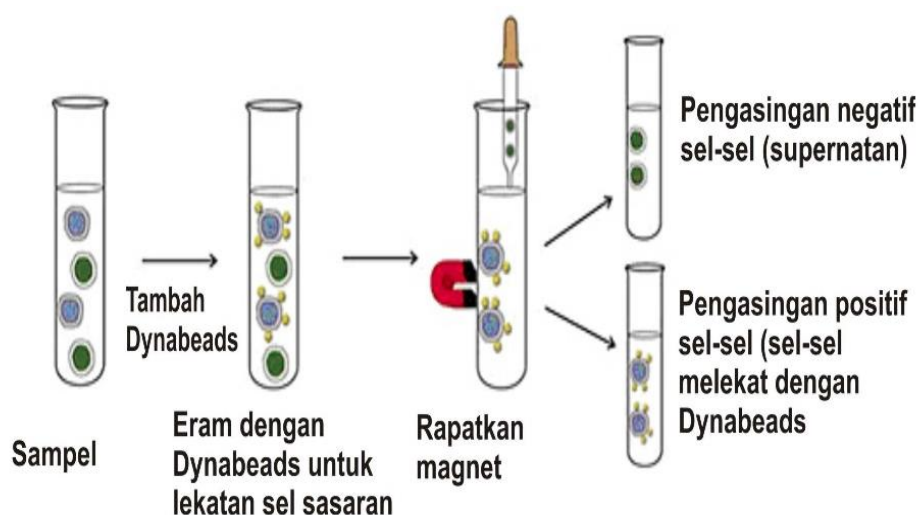 Sampel
Tambah
Dynabeads
Eram dengan
Dynabeads untuk
lekatan sel sasaran
Rapatkan
magnet
Pengasingan negatif
sel-sel (supernatan)
Pengasingan positif
sel-sel (sel-sel
melekat dengan
Dynabeads